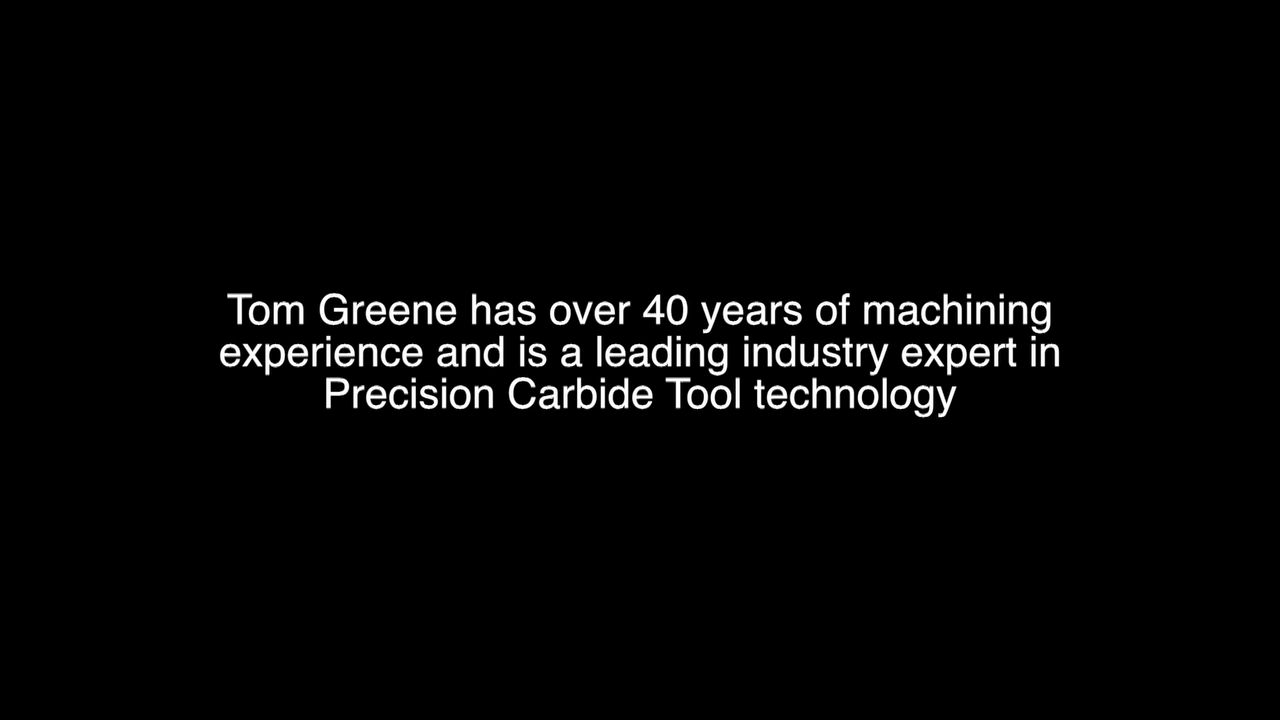 Tom Greene has over 40 years of machining
experience and is a leading industry expert in
Precision Carbide Tool technology